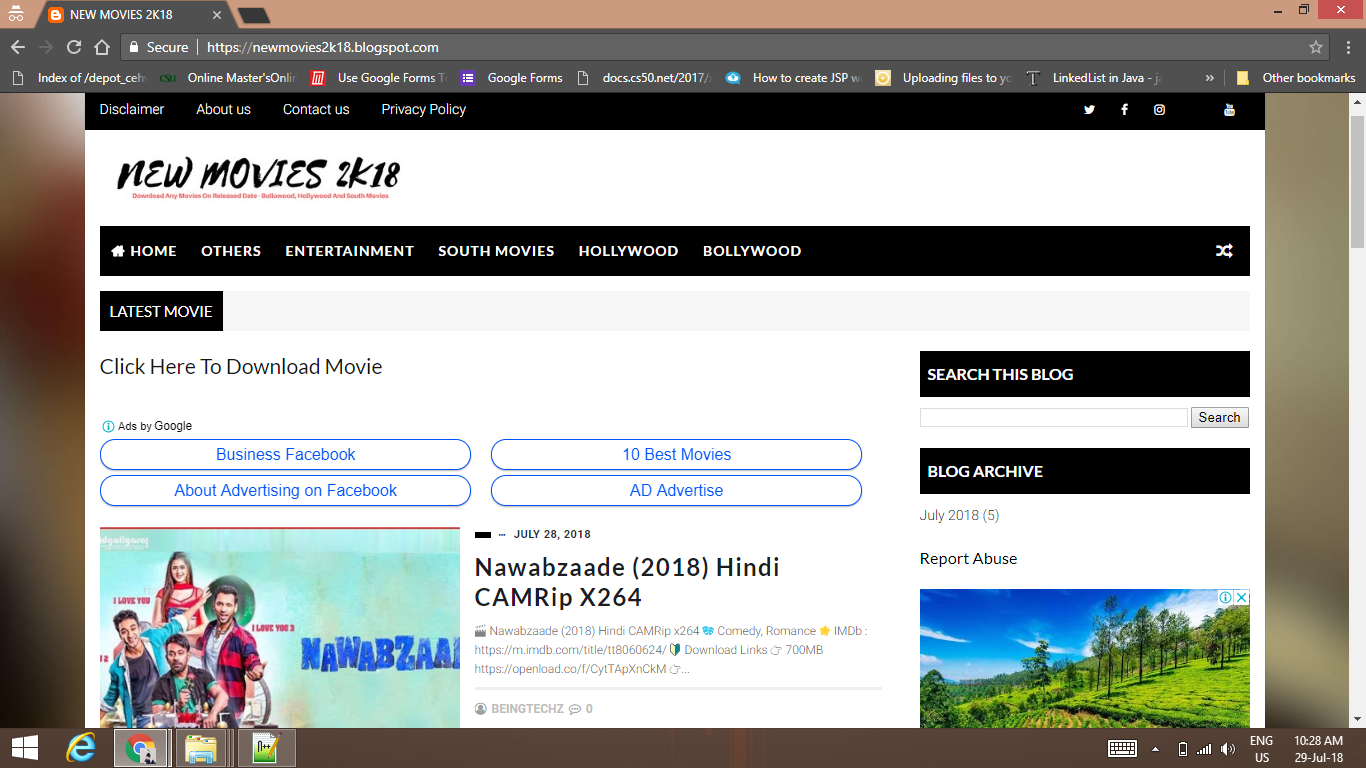 NEW MOVIES 2K18
Secure | https://newmovies2k18.blogspot.com
Index of /depot_ceh
CSU Online Master'sOnli
Use Google Forms T
Google Forms
docs.cs50.net/2017/
How to create JSP w
Uploading files to yo
LinkedList in Java - ja
»
Other bookmarks
Disclaimer
About us
Contact us
Privacy Policy
NEW MOVIES 2K18
Download Any Movies On Released Date - Bollowood, Hollywood And South Movies
HOME
OTHERS
ENTERTAINMENT
SOUTH MOVIES
HOLLYWOOD
BOLLYWOOD
LATEST MOVIE
Click Here To Download Movie
Ads by Google
Business Facebook
10 Best Movies
About Advertising on Facebook
AD Advertise
I LOVE YOU
I LOVE YOU 3
NAWABZAAD
– JULY 28, 2018
Nawabzaade (2018) Hindi
CAMRip X264
🎬 Nawabzaade (2018) Hindi CAMRip x264 🎭 Comedy, Romance ⭐ IMDb :
https://m.imdb.com/title/tt8060624/ 🔰 Download Links 👉 700MB
https://openload.co/f/CytTApXnCkM 👉...
BEINGTECHZ
0
SEARCH THIS BLOG
Search
BLOG ARCHIVE
July 2018 (5)
Report Abuse
ENG
US
10:28 AM
29-Jul-18